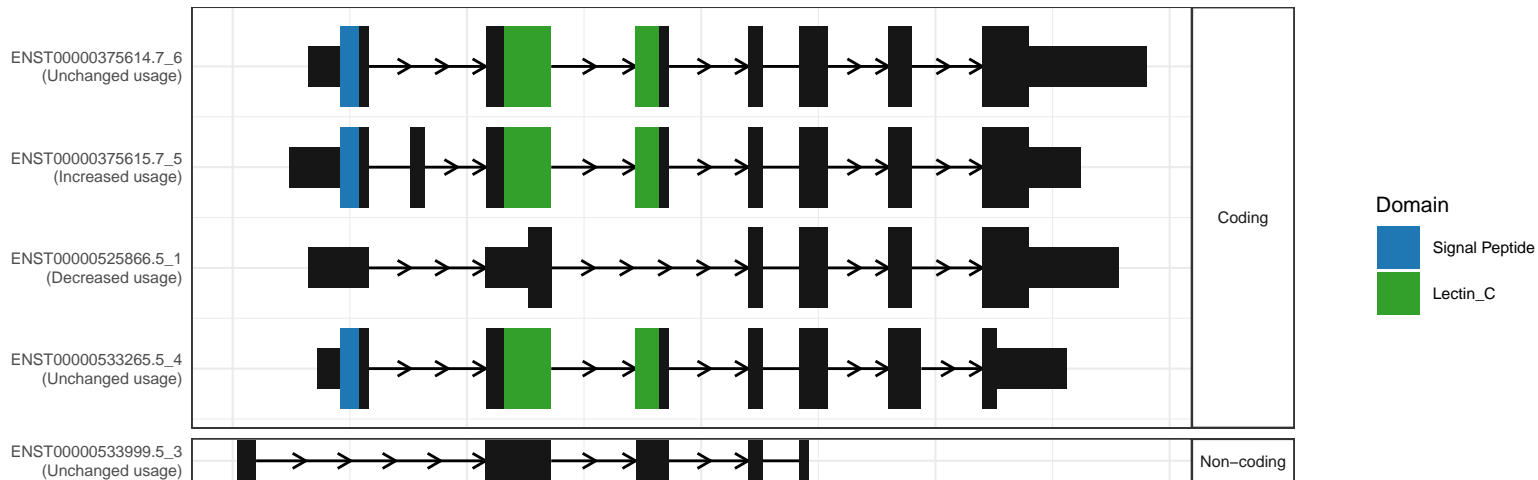 ENST00000375614.7_6
(Unchanged usage)
ENST00000375615.7_5
(Increased usage)
ENST00000525866.5_1
(Decreased usage)
ENST00000533265.5_4
(Unchanged usage)
Coding
ENST00000533999.5_3
(Unchanged usage)
Non−coding
Domain
Signal Peptide
Lectin_C